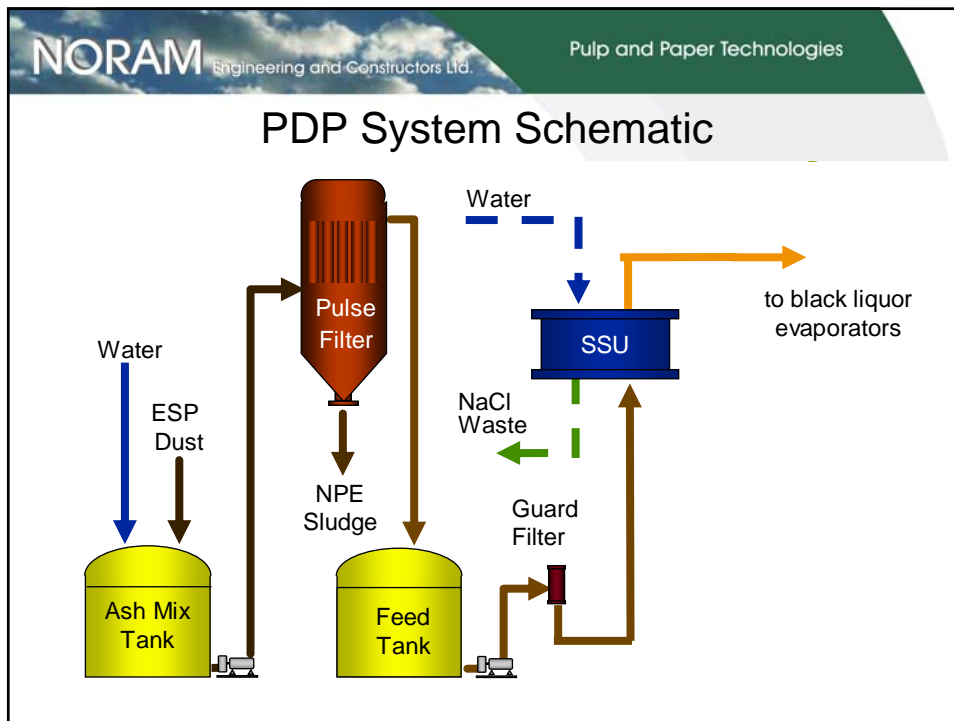 NORAM Engineering and Constructors Ltd.
Pulp and Paper Technologies
PDP System Schematic
Water
Pulse
Filter
SSU
to black liquor
evaporators
Water
ESP
Dust
NaCl
Waste
NPE
Sludge
Guard
Filter
Ash Mix
Tank
Feed
Tank